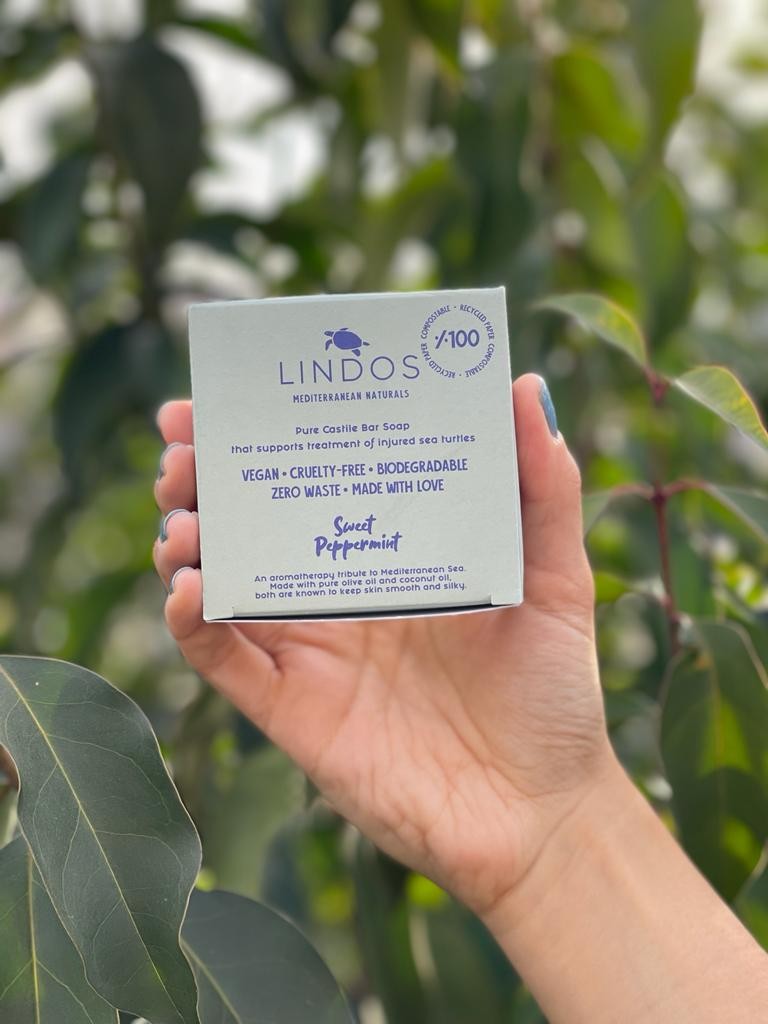 LINDOS
MEDITERRANEAN NATURALS
COMPOSTABLE • RECYCLED PAPER • COMPOSTABLE • RECYCLED PAPER •
٪100
Pure Castile Bar Soap
that supports treatment of injured sea turtles
VEGAN • CRUELTY-FREE • BIODEGRADABLE
ZERO WASTE • MADE WITH LOVE
Sweet
Peppermint
An aromatherapy tribute to Mediterranean Sea.
Made with pure olive oil and coconut oil,
both are known to keep skin smooth and silky.